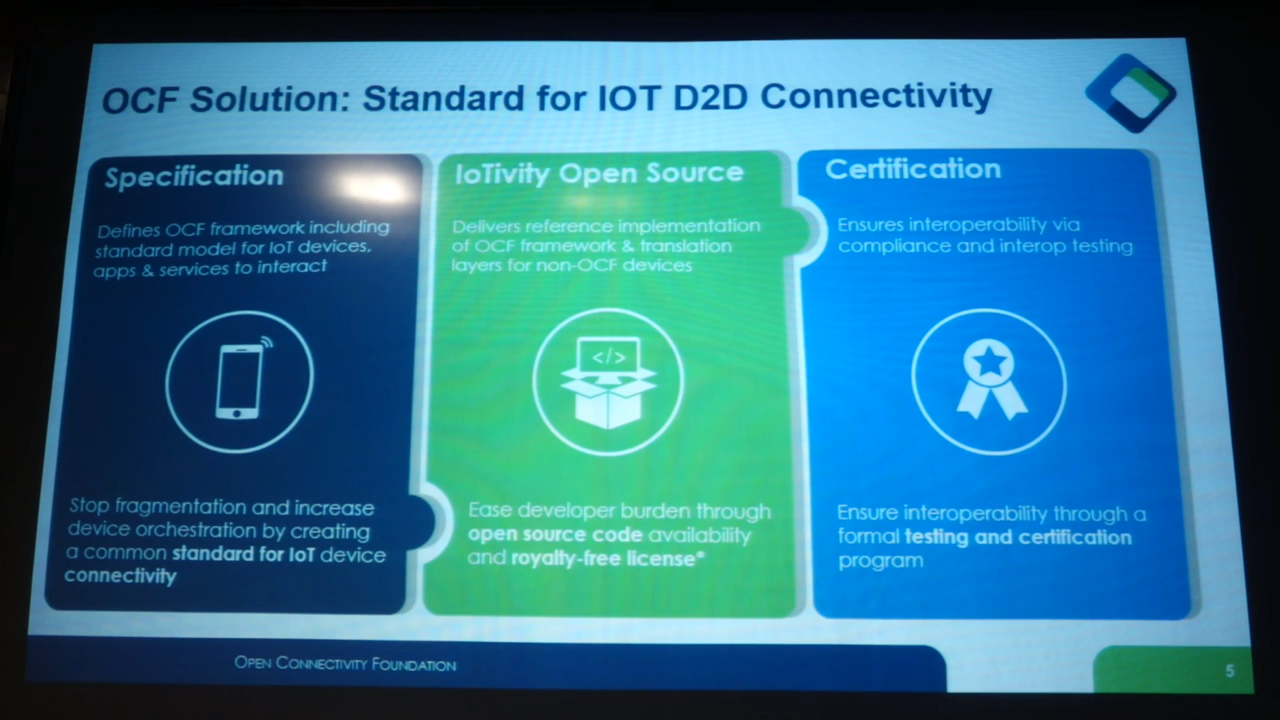 OCF Solution: Standard for IOT D2D Connectivity
Specification
Defines OCF framework including
standard model for IoT devices,
apps & services to interact
Stop fragmentation and increase
device orchestration by creating
a common standard for IoT device
connectivity
IoTivity Open Source
Delivers reference implementation
of OCF framework & translation
layers for non-OCF devices
</>
Ease developer burden through
open source code availability
and royalty-free license*
Certification
Ensures interoperability via
compliance and interop testing
Ensure interoperability through a
formal testing and certification
program
OPEN CONNECTIVITY FOUNDATION
5